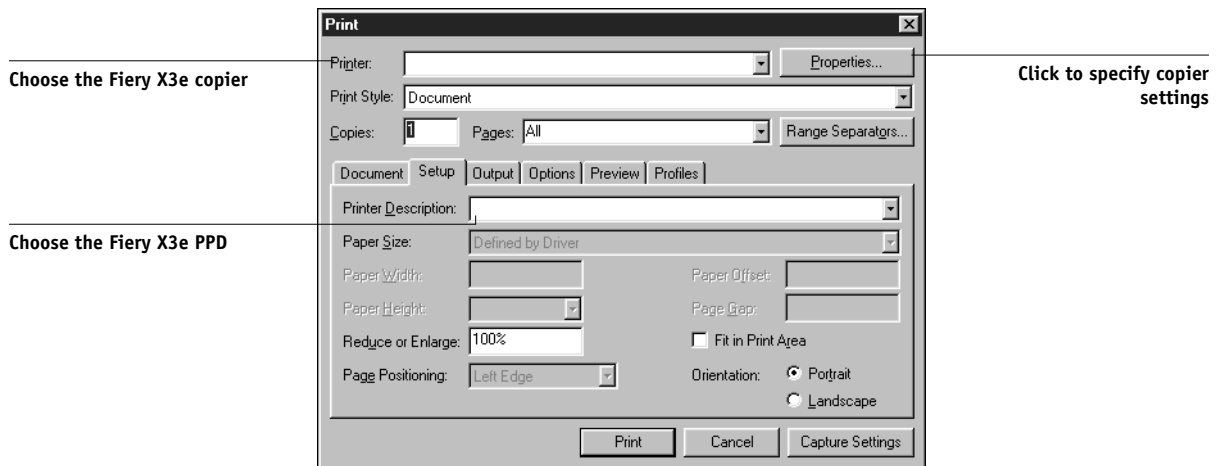 Print
Printer:
Properties...
Choose the Fiery X3e copier
Click to specify copier
settings
Print Style: Document
Copies: 1 Pages: All Range Separators...
Document Setup Output Options Preview Profiles
Printer Description:
Choose the Fiery X3e PPD
Paper Size: Defined by Driver
Paper Width: Paper Offset:
Paper Height: Page Gap:
Reduce or Enlarge: 100% Fit in Print Area
Page Positioning: Left Edge Orientation: Portrait
Landscape
Print Cancel Capture Settings